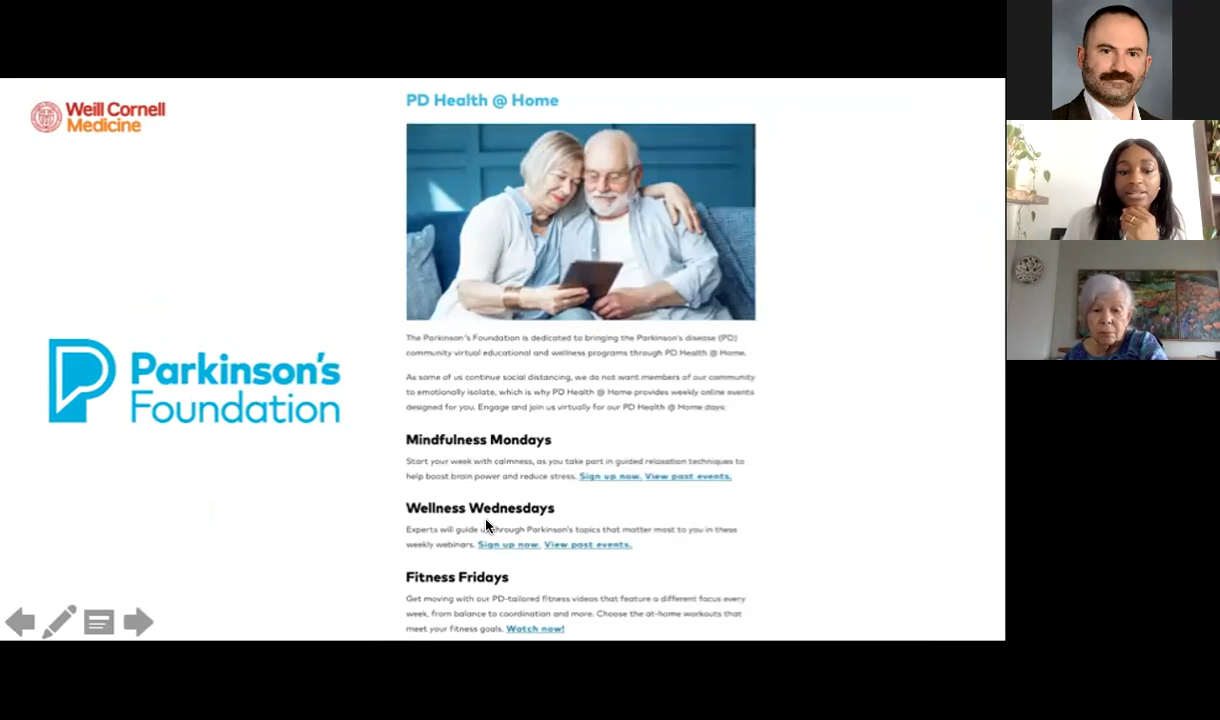 Weill Cornell
Medicine
Parkinson's
Foundation
PD Health @ Home
The Parkinson's Foundation is dedicated to bringing the Parkinson's disease (PD)
community virtual educational and wellness programs through PD Health @ Home.
As some of us continue social distancing, we do not want members of our community
to emotionally isolate, which is why PD Health @ Home provides weekly online events
designed for you. Engage and join us virtually for our PD Health @ Home days:
Mindfulness Mondays
Start your week with calmness, as you take part in guided relaxation techniques to
help boost brain power and reduce stress. Sign up now. View past events.
Wellness Wednesdays
Experts will guide through Parkinson's topics that matter most to you in these
weekly webinars. Sign up now. View past events.
Fitness Fridays
Get moving with our PD-tailored fitness videos that feature a different focus every
week, from balance to coordination and more. Choose the at-home workouts that
meet your fitness goals. Watch now!